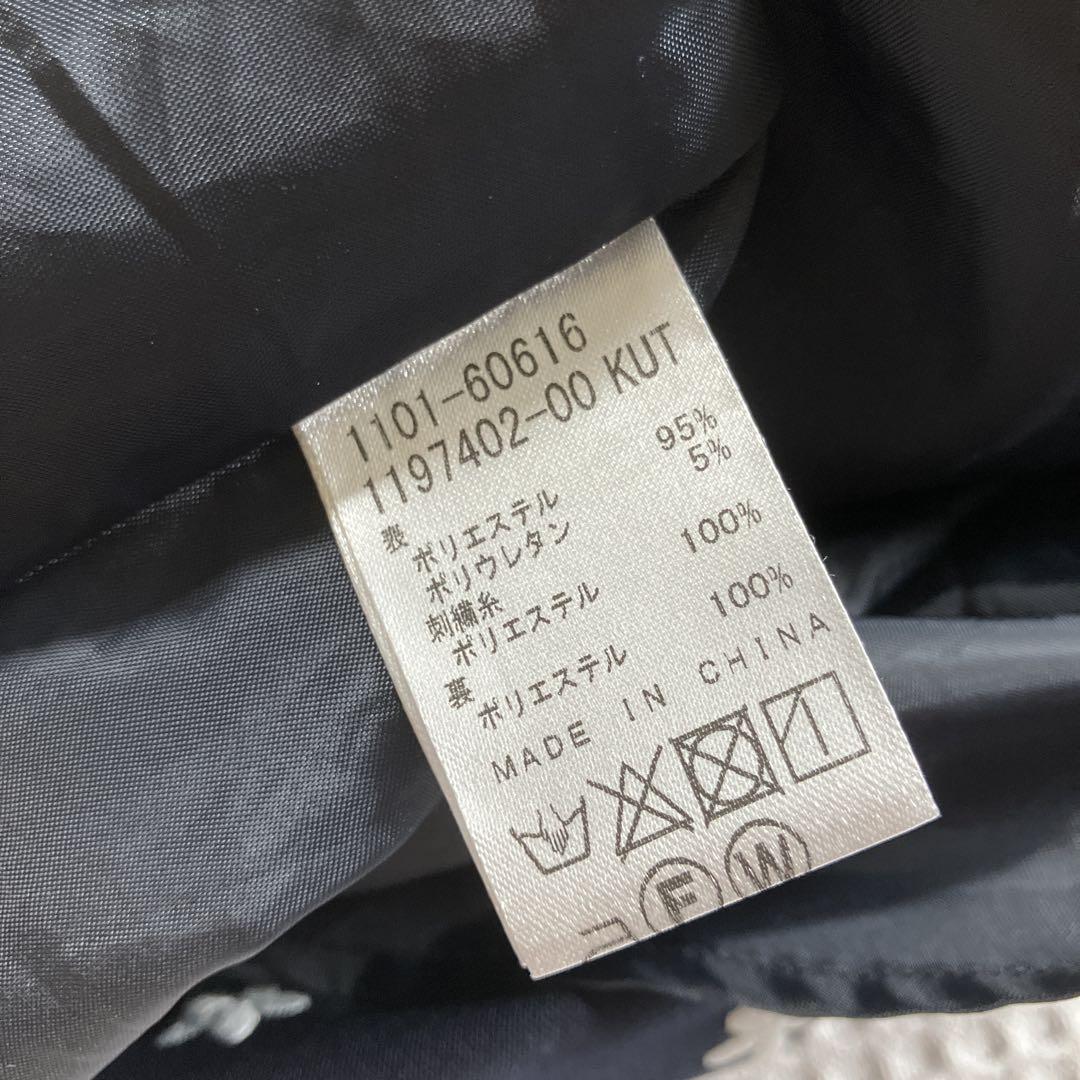 1101-60616
1197402-00 KUT
表
ポリエステル 95%
ポリウレタン 5%
刺繍糸
ポリエステル 100%
裏
ポリエステル 100%
MADE IN CHINA
F W